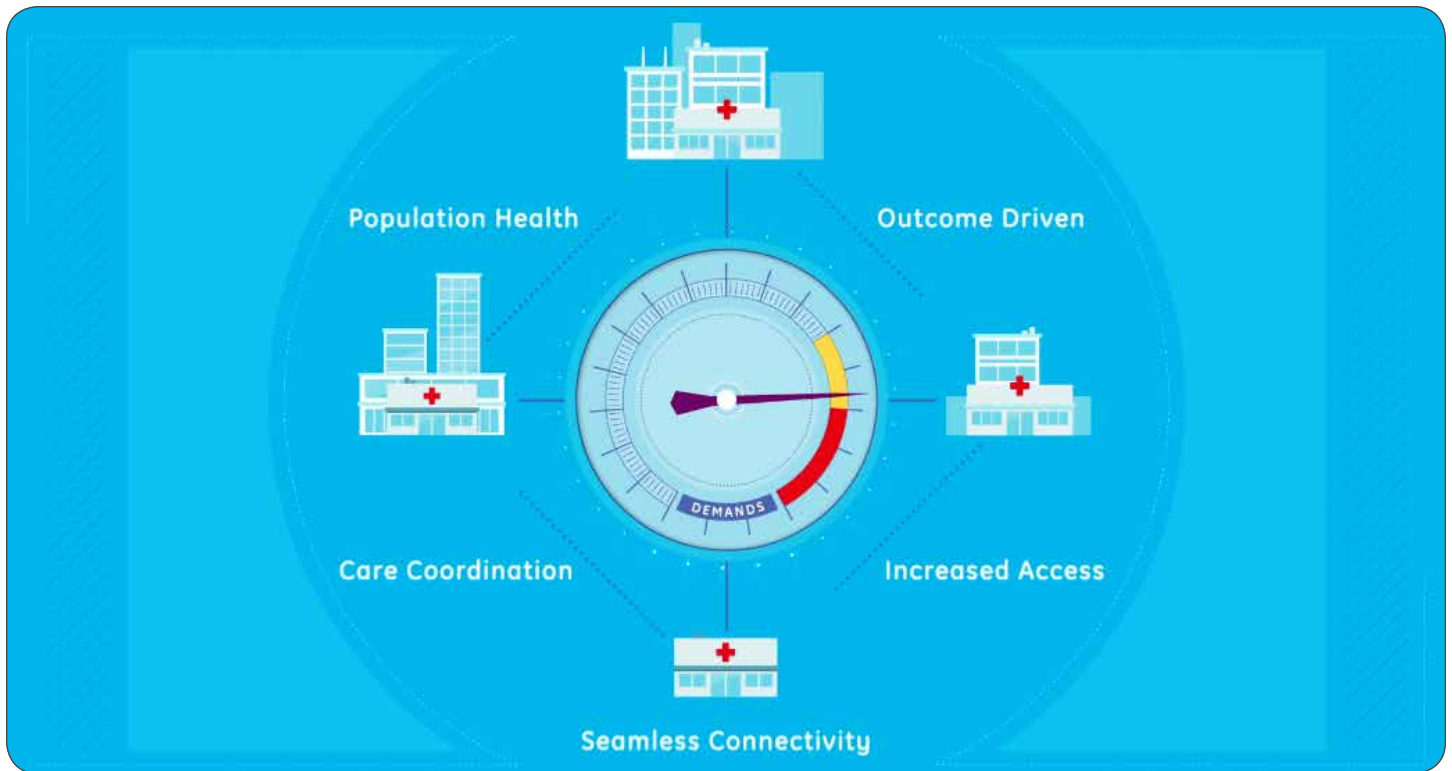 Population Health
Outcome Driven
DEMANDS
Care Coordination
Increased Access
Seamless Connectivity